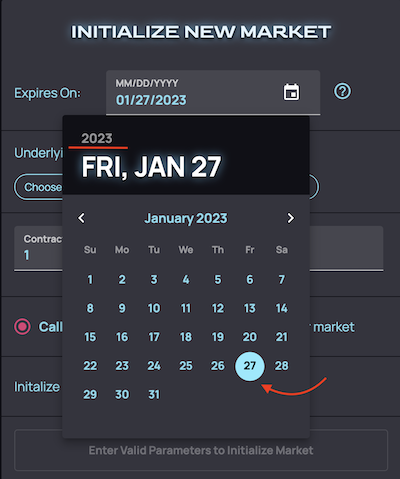 INITIALIZE NEW MARKET
MM/DD/YYYY
Expires On:
01/27/2023
2023
Underlyi
FRI, JAN 27
Choose
January 2023
Su Mo Tu We Th Fr Sa
Contrac
1
1 2 3 4 5 6 7
8 9 10 11 12 13 14
Call
15 16 17 18 19 20 21
market
22 23 24 25 26 27 28
Initalize
29 30 31
Enter Valid Parameters to Initialize Market